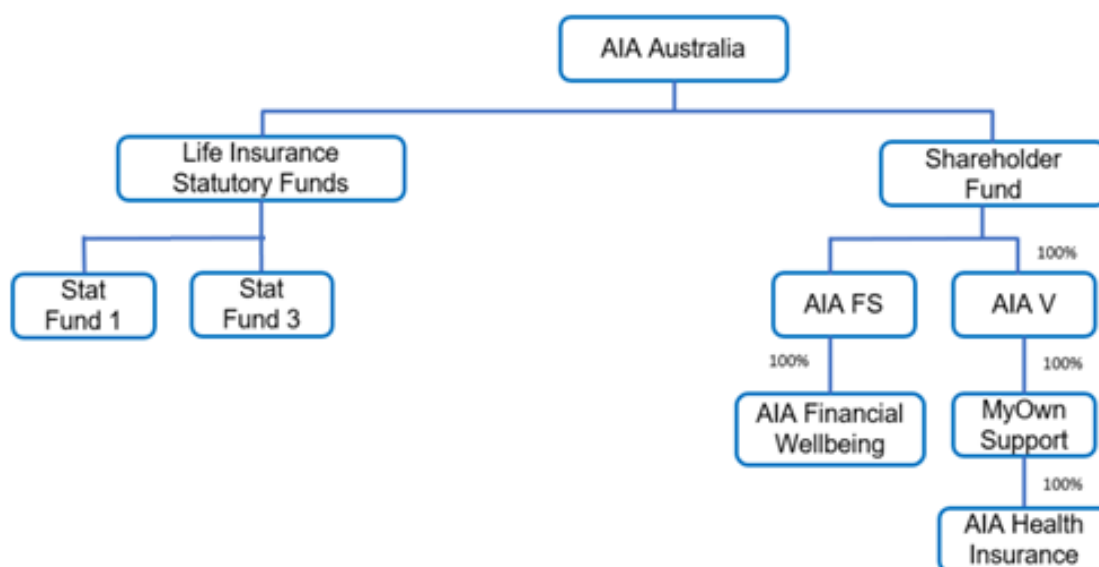 AIA Australia
Life Insurance
Statutory Funds
Shareholder
Fund
100%
Stat
Fund 1
Stat
Fund 3
AIA FS
AIA V
100%
100%
AIA Financial
Wellbeing
MyOwn
Support
100%
AIA Health
Insurance